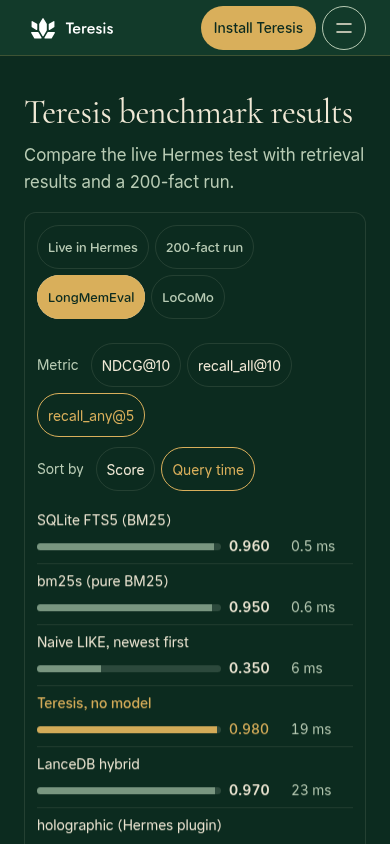 Teresis
Install Teresis
Teresis benchmark results
Compare the live Hermes test with retrieval
results and a 200-fact run.
Live in Hermes
200-fact run
LongMemEval
LoCoMo
Metric
NDCG@10
recall_all@10
recall_any@5
Sort by
Score
Query time
SQLite FTS5 (BM25)
0.960 0.5 ms
bm25s (pure BM25)
0.950 0.6 ms
Naive LIKE, newest first
0.350 6 ms
Teresis, no model
0.980 19 ms
LanceDB hybrid
0.970 23 ms
holographic (Hermes plugin)